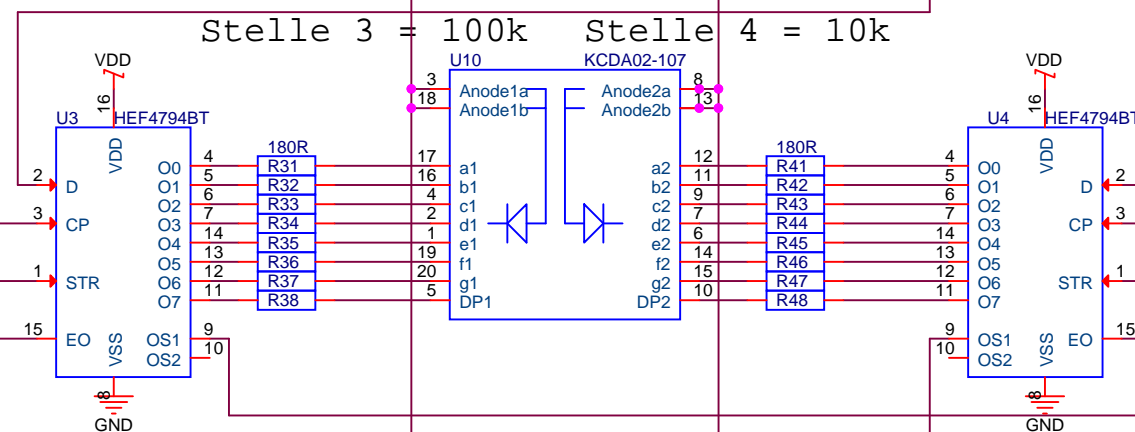 Stelle 3 = 100k Stelle 4 = 10k
VDD U10 KCDA02-107 VDD
16 3 Anode1a Anode2a 8 16
U3 HEF4794BT 18 Anode1b Anode2b 13 U4 HEF4794BT
VDD 180R 180R VDD
O0 4 R31 17 a1 a2 12 R41 4 O0
2 D O1 5 R32 16 b1 b2 11 R42 5 O1 D 2
O2 6 R33 4 c1 c2 9 R43 6 O2
3 CP O3 7 R34 2 d1 d2 7 R44 7 O3 CP 3
O4 14 R35 1 e1 e2 6 R45 14 O4
O5 13 R36 19 f1 f2 14 R46 13 O5
1 STR O6 12 R37 20 g1 g2 15 R47 12 O6 STR 1
O7 11 R38 5 DP1 DP2 10 R48 11 O7
15 EO VSS OS1 9 9 OS1 VSS EO 15
OS2 10 10 OS2
8 8
GND GND